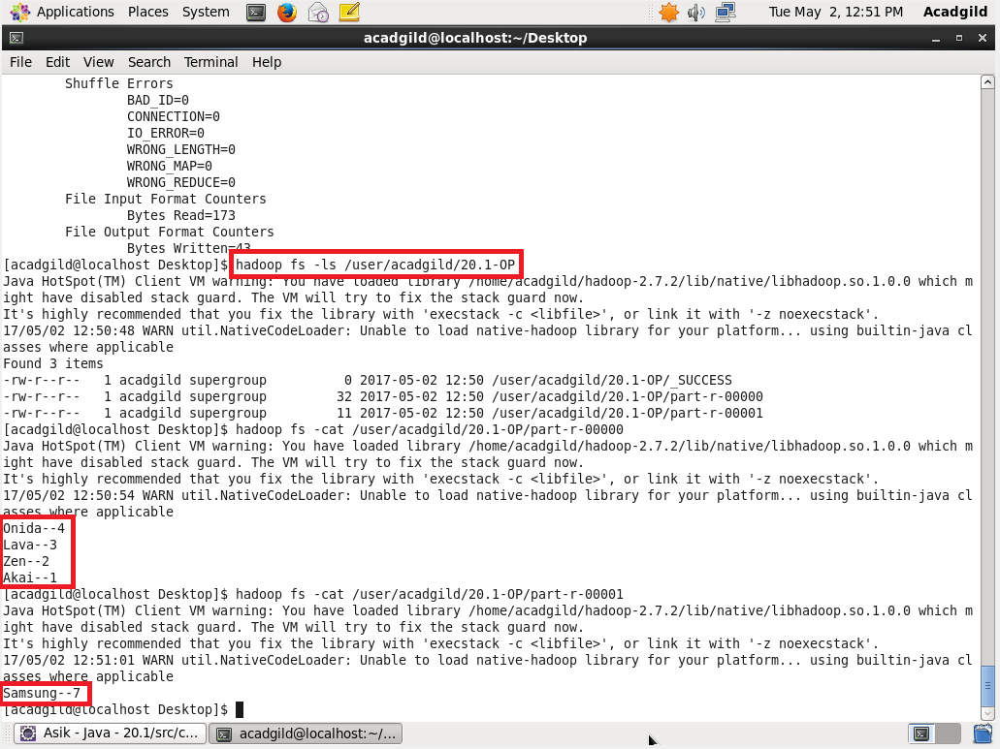 Applications Places System Tue May 2, 12:51 PM Acadgild
acadgild@localhost:~/Desktop
File Edit View Search Terminal Help
Shuffle Errors
BAD_ID=0
CONNECTION=0
IO_ERROR=0
WRONG_LENGTH=0
WRONG_MAP=0
WRONG_REDUCE=0
File Input Format Counters
Bytes Read=173
File Output Format Counters
Bytes Written=43
[acadgild@localhost Desktop]$ hadoop fs -ls /user/acadgild/20.1-OP
Java HotSpot(TM) Client VM warning: You have loaded library /home/acadgild/hadoop-2.7.2/lib/native/libhadoop.so.1.0.0 which m
ight have disabled stack guard. The VM will try to fix the stack guard now.
It's highly recommended that you fix the library with 'execstack -c <libfile>', or link it with '-z noexecstack'.
17/05/02 12:50:48 WARN util.NativeCodeLoader: Unable to load native-hadoop library for your platform... using builtin-java cl
asses where applicable
Found 3 items
-rw-r--r--   1 acadgild supergroup          0 2017-05-02 12:50 /user/acadgild/20.1-OP/_SUCCESS
-rw-r--r--   1 acadgild supergroup         32 2017-05-02 12:50 /user/acadgild/20.1-OP/part-r-00000
-rw-r--r--   1 acadgild supergroup         11 2017-05-02 12:50 /user/acadgild/20.1-OP/part-r-00001
[acadgild@localhost Desktop]$ hadoop fs -cat /user/acadgild/20.1-OP/part-r-00000
Java HotSpot(TM) Client VM warning: You have loaded library /home/acadgild/hadoop-2.7.2/lib/native/libhadoop.so.1.0.0 which m
ight have disabled stack guard. The VM will try to fix the stack guard now.
It's highly recommended that you fix the library with 'execstack -c <libfile>', or link it with '-z noexecstack'.
17/05/02 12:50:54 WARN util.NativeCodeLoader: Unable to load native-hadoop library for your platform... using builtin-java cl
asses where applicable
Onida--4
Lava--3
Zen--2
Akai--1
[acadgild@localhost Desktop]$ hadoop fs -cat /user/acadgild/20.1-OP/part-r-00001
Java HotSpot(TM) Client VM warning: You have loaded library /home/acadgild/hadoop-2.7.2/lib/native/libhadoop.so.1.0.0 which m
ight have disabled stack guard. The VM will try to fix the stack guard now.
It's highly recommended that you fix the library with 'execstack -c <libfile>', or link it with '-z noexecstack'.
17/05/02 12:51:01 WARN util.NativeCodeLoader: Unable to load native-hadoop library for your platform... using builtin-java cl
asses where applicable
Samsung--7
[acadgild@localhost Desktop]$
Asik - Java - 20.1/src/c... acadgild@localhost:~/...